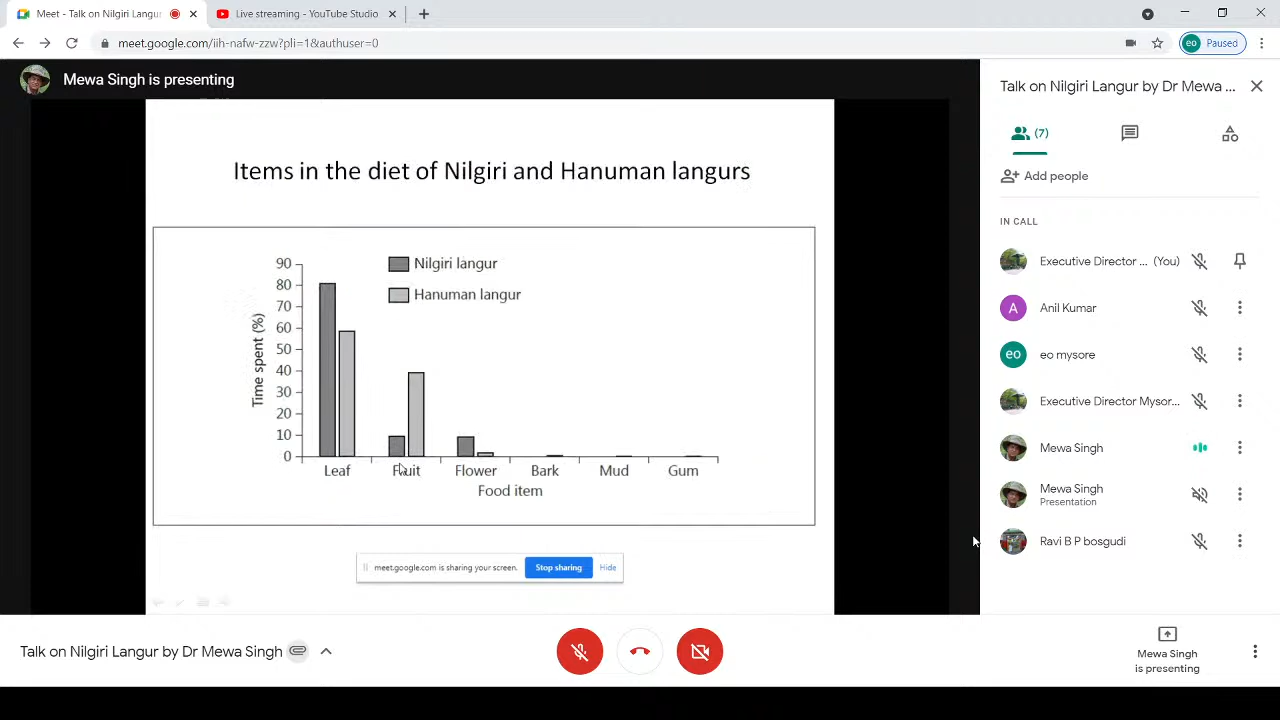 Meet - Talk on Nilgiri Langur
Live streaming - YouTube Studio
meet.google.com/iih-nafw-zzw?pli=1&authuser=0
eo Paused
Mewa Singh is presenting
Items in the diet of Nilgiri and Hanuman langurs
Nilgiri langur
Hanuman langur
Time spent (%)
90
80
70
60
50
40
30
20
10
0
Leaf Fruit Flower Bark Mud Gum
Food item
meet.google.com is sharing your screen. Stop sharing Hide
Talk on Nilgiri Langur by Dr Mewa ...
(7)
Add people
IN CALL
Executive Director ... (You)
A Anil Kumar
eo eo mysore
Executive Director Mysor...
Mewa Singh
Mewa Singh
Presentation
Ravi B P bosgudi
Talk on Nilgiri Langur by Dr Mewa Singh
Mewa Singh
is presenting